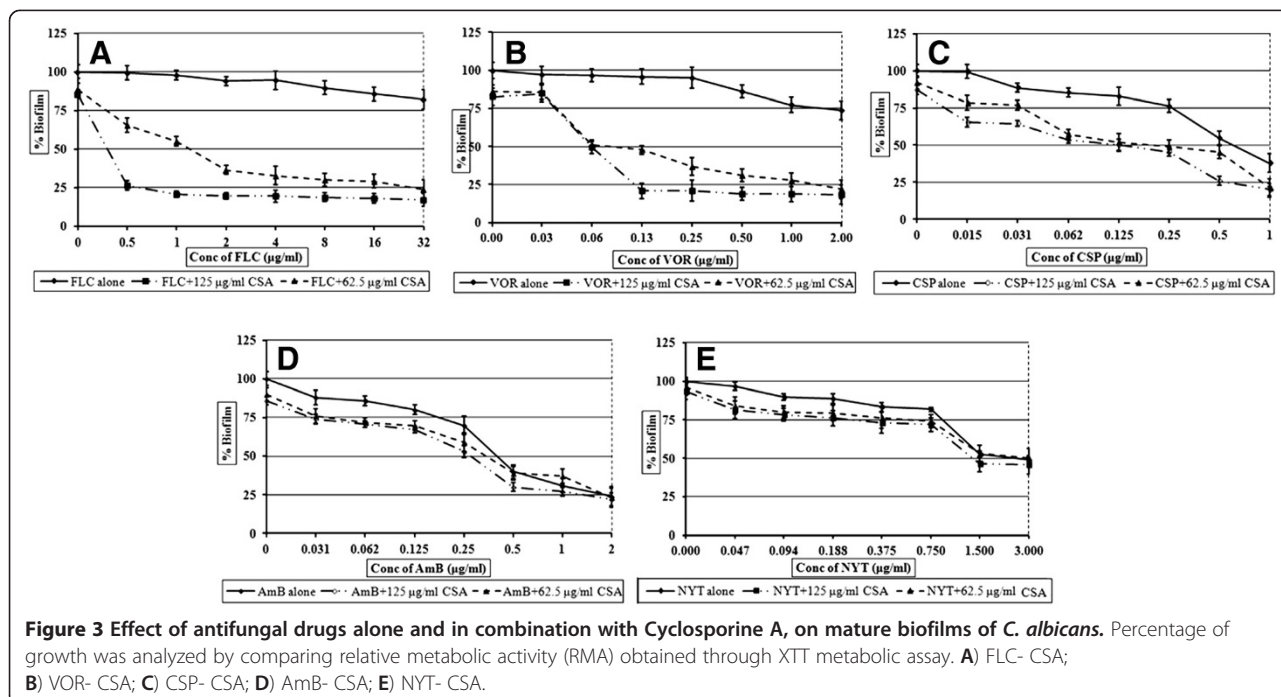 A
% Biofilm
125
100
75
50
25
0
0 0.5 1 2 4 8 16 32
Conc of FLC (µg/ml)
FLC alone FLC+125 µg/ml CSA FLC+62.5 µg/ml CSA
B
% Biofilm
125
100
75
50
25
0
0.00 0.03 0.06 0.13 0.25 0.50 1.00 2.00
Conc of VOR (µg/ml)
VOR alone VOR+125 µg/ml CSA VOR+62.5 µg/ml CSA
C
% Biofilm
125
100
75
50
25
0
0 0.015 0.031 0.062 0.125 0.25 0.5 1
Conc of CSP (µg/ml)
CSP alone CSP+125 µg/ml CSA CSP+62.5 µg/ml CSA
D
% Biofilm
125
100
75
50
25
0
0 0.031 0.062 0.125 0.25 0.5 1 2
Conc of AmB (µg/ml)
AmB alone AmB+125 µg/ml CSA AmB+62.5 µg/ml CSA
E
% Biofilm
125
100
75
50
25
0
0.000 0.047 0.094 0.188 0.375 0.750 1.500 3.000
Conc of NYT (µg/ml)
NYT alone NYT+125 µg/ml CSA NYT+62.5 µg/ml CSA
Figure 3 Effect of antifungal drugs alone and in combination with Cyclosporine A, on mature biofilms of C. albicans. Percentage of
growth was analyzed by comparing relative metabolic activity (RMA) obtained through XTT metabolic assay. A) FLC- CSA;
B) VOR- CSA; C) CSP- CSA; D) AmB- CSA; E) NYT- CSA.